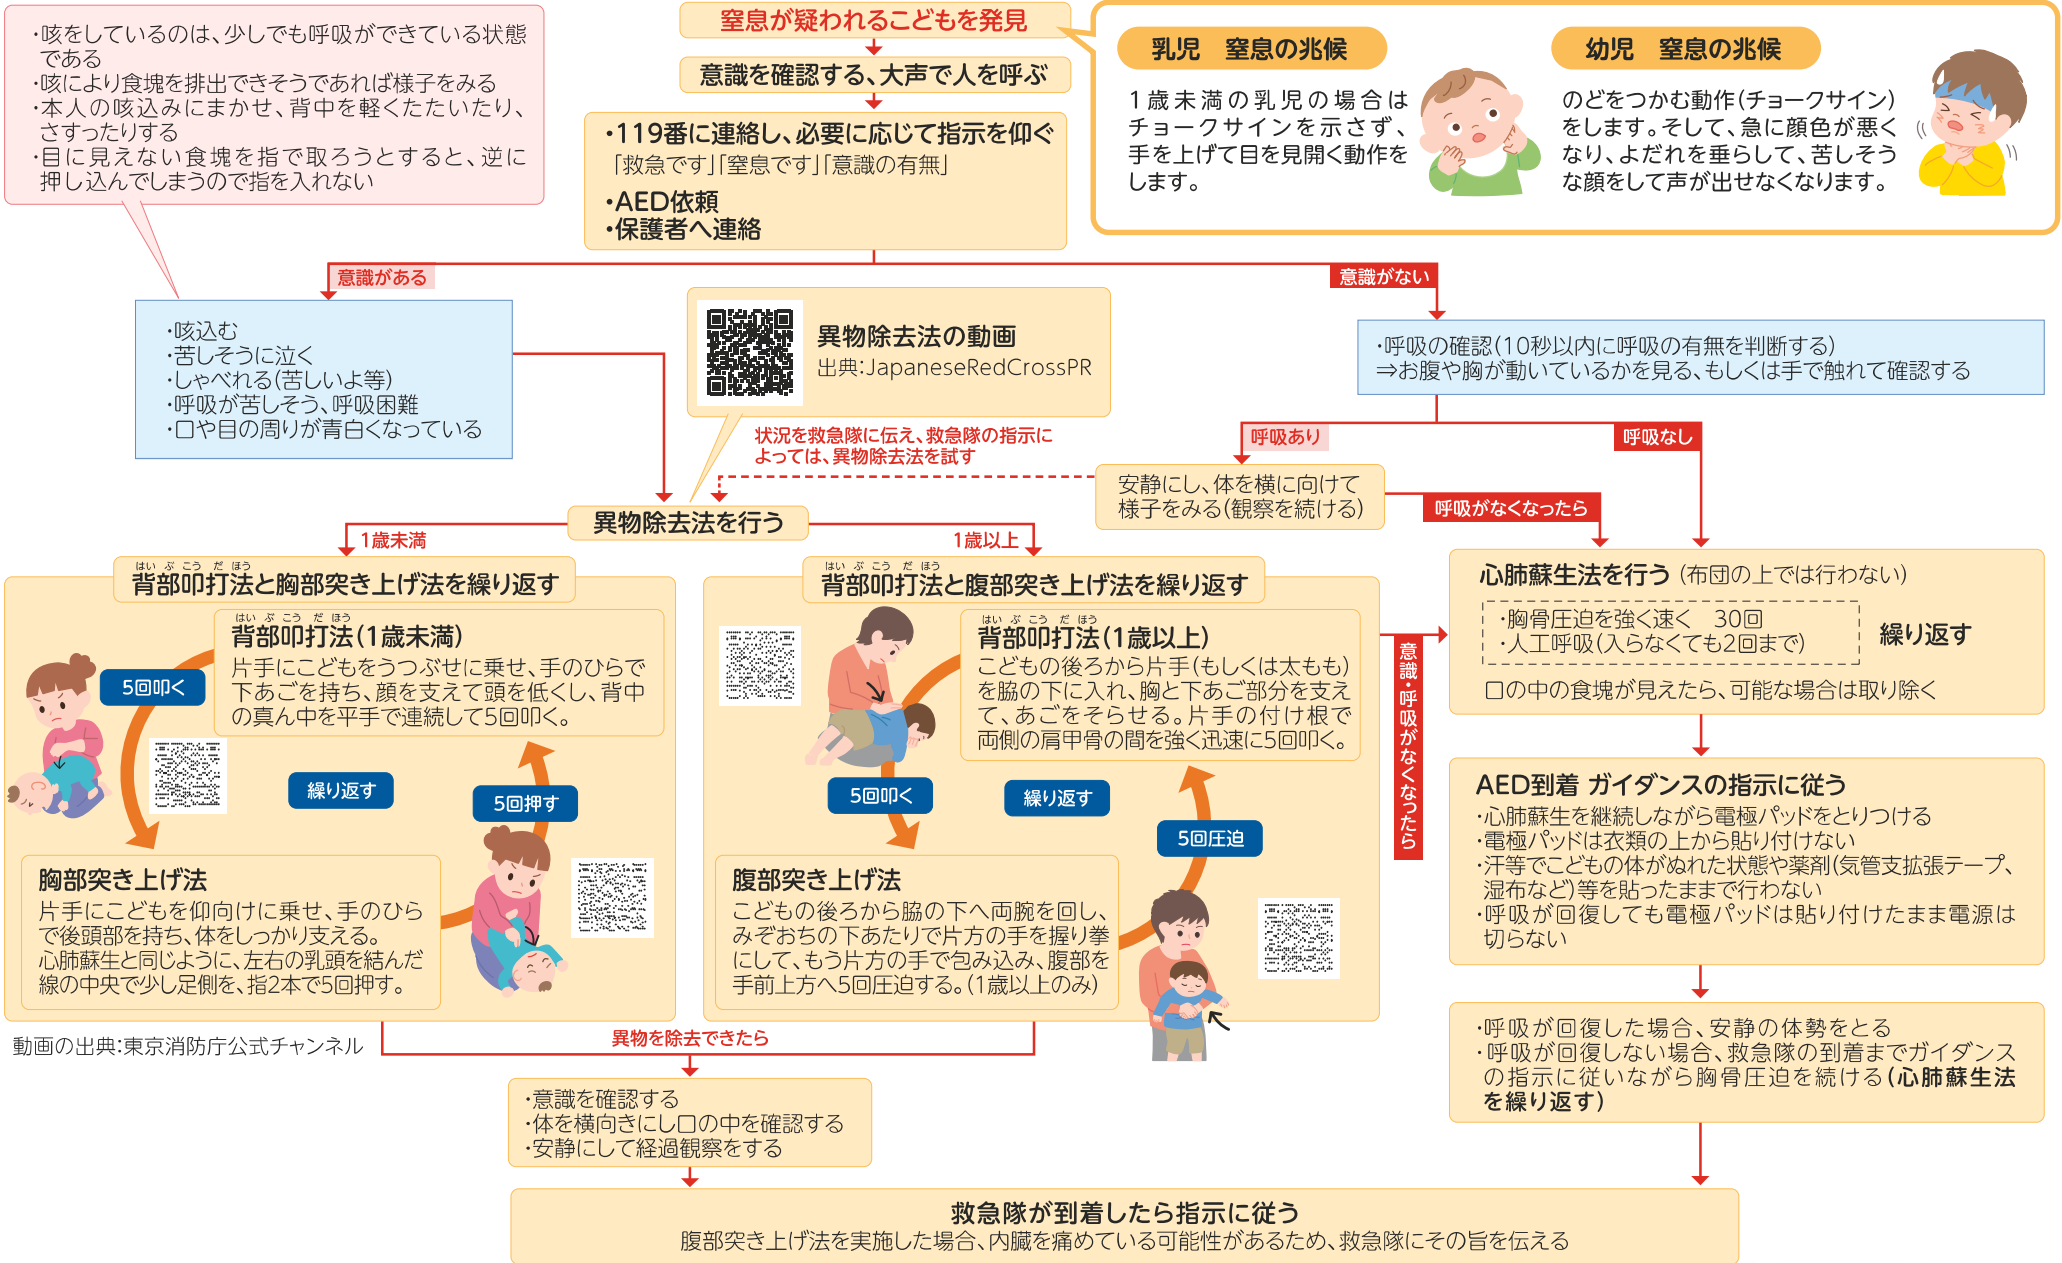 窒息が疑われるこどもを発見
意識を確認する、大声で人を呼ぶ
・119番に連絡し、必要に応じて指示を仰ぐ
「救急です」「窒息です」「意識の有無」
・AED依頼
・保護者へ連絡
乳児　窒息の兆候
1歳未満の乳児の場合は
チョークサインを示さず、
手を上げて目を見開く動作を
します。
幼児　窒息の兆候
のどをつかむ動作(チョークサイン)
をします。そして、急に顔色が悪く
なり、よだれを垂らして、苦しそう
な顔をして声が出せなくなります。
・咳をしているのは、少しでも呼吸ができている状態
である
・咳により食塊を排出できそうであれば様子をみる
・本人の咳込みにまかせ、背中を軽くたたいたり、
さすったりする
・目に見えない食塊を指で取ろうとすると、逆に
押し込んでしまうので指を入れない
意識がある
・咳込む
・苦しそうに泣く
・しゃべれる(苦しいよ等)
・呼吸が苦しそう、呼吸困難
・口や目の周りが青白くなっている
異物除去法の動画
出典：JapaneseRedCrossPR
意識がない
・呼吸の確認(10秒以内に呼吸の有無を判断する)
⇒お腹や胸が動いているかを見る、もしくは手で触れて確認する
呼吸あり
呼吸なし
安静にし、体を横に向けて
様子をみる(観察を続ける)
呼吸がなくなったら
状況を救急隊に伝え、救急隊の指示に
よっては、異物除去法を試す
異物除去法を行う
1歳未満
1歳以上
はいぶこうだほう
背部叩打法と胸部突き上げ法を繰り返す
はいぶこうだほう
背部叩打法(1歳未満)
片手にこどもをうつぶせに乗せ、手のひらで
下あごを持ち、顔を支えて頭を低くし、背中
の真ん中を平手で連続して5回叩く。
5回叩く
繰り返す
5回押す
胸部突き上げ法
片手にこどもを仰向けに乗せ、手のひら
で後頭部を持ち、体をしっかり支える。
心肺蘇生と同じように、左右の乳頭を結んだ
線の中央で少し足側を、指2本で5回押す。
動画の出典：東京消防庁公式チャンネル
はいぶこうだほう
背部叩打法と腹部突き上げ法を繰り返す
はいぶこうだほう
背部叩打法(1歳以上)
こどもの後ろから片手(もしくは太もも)
を脇の下に入れ、胸と下あご部分を支え
て、あごをそらせる。片手の付け根で
両側の肩甲骨の間を強く迅速に5回叩く。
5回叩く
繰り返す
5回圧迫
腹部突き上げ法
こどもの後ろから脇の下へ両腕を回し、
みぞおちの下あたりで片方の手を握り拳
にして、もう片方の手で包み込み、腹部を
手前上方へ5回圧迫する。(1歳以上のみ)
意識・呼吸がなくなったら
心肺蘇生法を行う (布団の上では行わない)
・胸骨圧迫を強く速く　30回
・人工呼吸(入らなくても2回まで)
繰り返す
口の中の食塊が見えたら、可能な場合は取り除く
AED到着 ガイダンスの指示に従う
・心肺蘇生を継続しながら電極パッドをとりつける
・電極パッドは衣類の上から貼り付けない
・汗等でこどもの体がぬれた状態や薬剤(気管支拡張テープ、
湿布など)等を貼ったままで行わない
・呼吸が回復しても電極パッドは貼り付けたまま電源は
切らない
・呼吸が回復した場合、安静の体勢をとる
・呼吸が回復しない場合、救急隊の到着までガイダンス
の指示に従いながら胸骨圧迫を続ける(心肺蘇生法
を繰り返す)
異物を除去できたら
・意識を確認する
・体を横向きにし口の中を確認する
・安静にして経過観察をする
救急隊が到着したら指示に従う
腹部突き上げ法を実施した場合、内臓を痛めている可能性があるため、救急隊にその旨を伝える